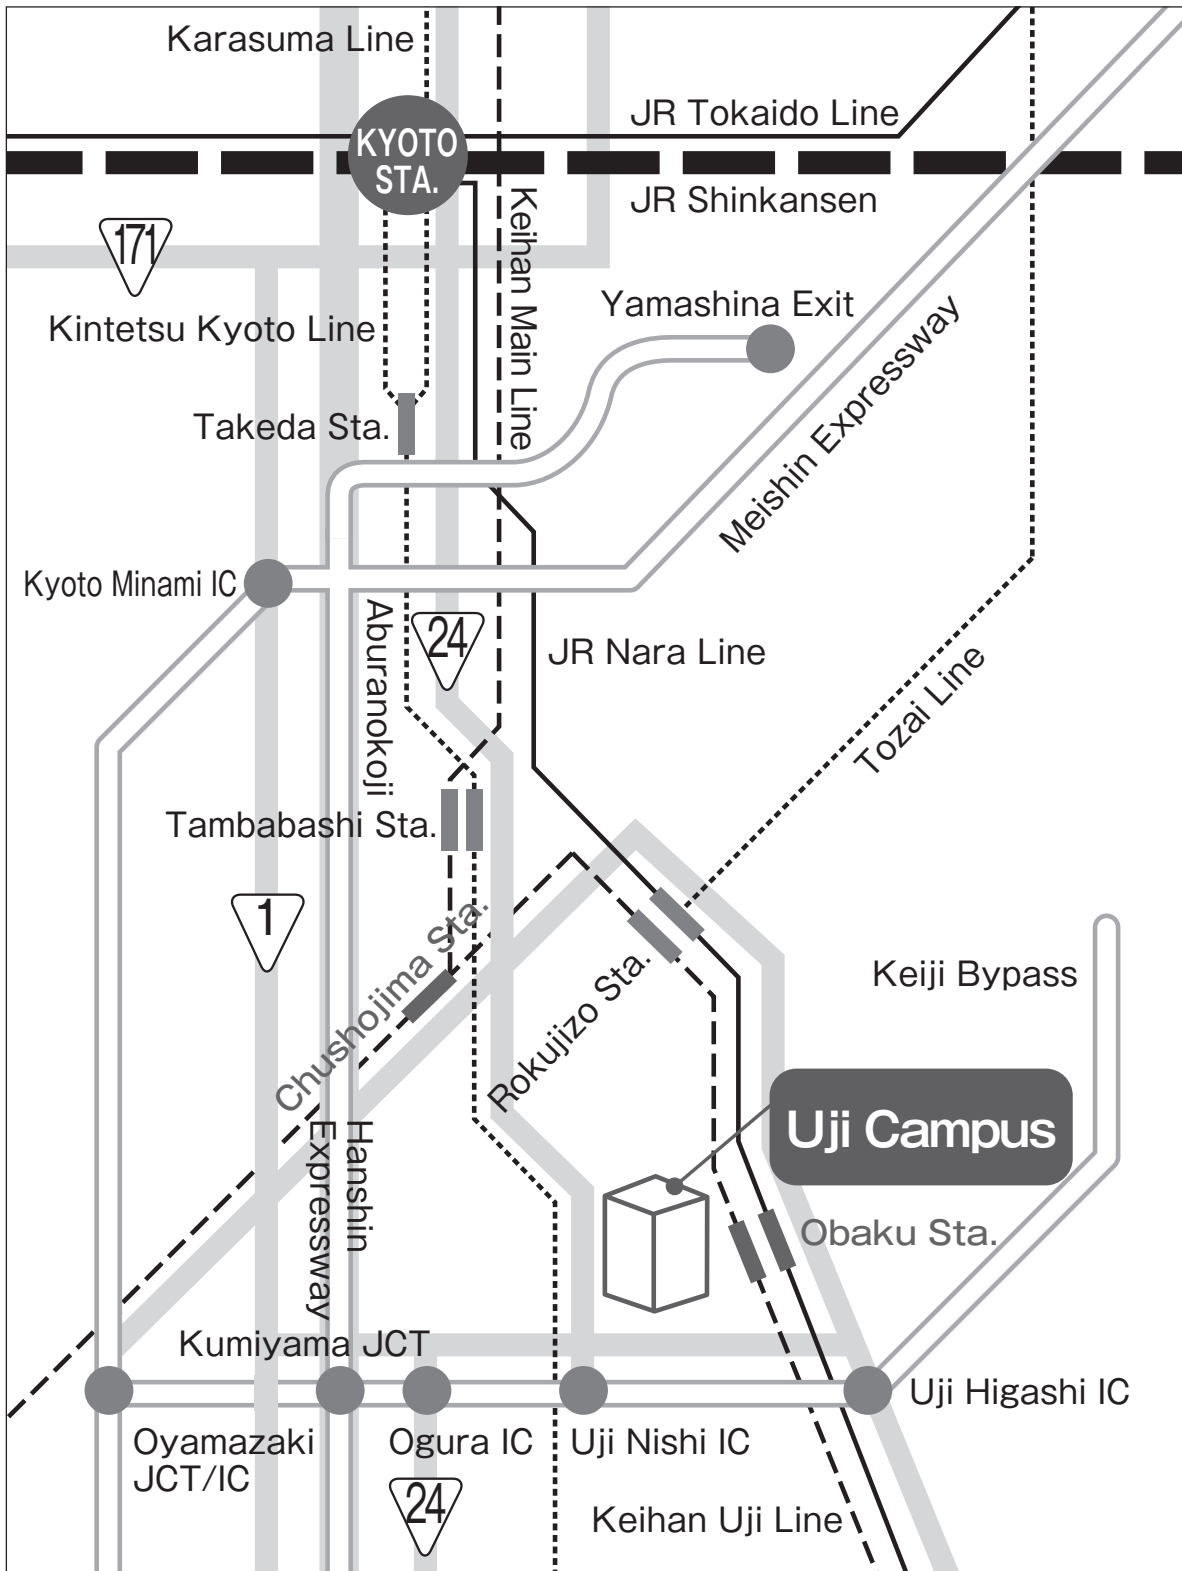 Karasuma Line
JR Tokaido Line
KYOTO
STA.
JR Shinkansen
Keihan Main Line
171
Yamashina Exit
Kintetsu Kyoto Line
Meishin Expressway
Takeda Sta.
Kyoto Minami IC
Aburanokoji
24
JR Nara Line
Tozai Line
Tambabashi Sta.
1
Chushojima Sta.
Rokujizo Sta.
Keiji Bypass
Uji Campus
Hanshin
Expressway
Obaku Sta.
Kumiyama JCT
Uji Higashi IC
Oyamazaki
JCT/IC
Ogura IC
Uji Nishi IC
24
Keihan Uji Line